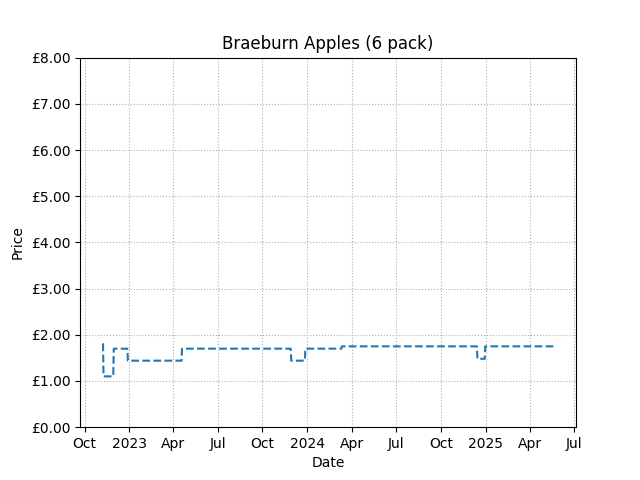 Braeburn Apples (6 pack)
£8.00
£7.00
£6.00
£5.00
£4.00
£3.00
£2.00
£1.00
£0.00
Price
Oct 2023 Apr Jul Oct 2024 Apr Jul Oct 2025 Apr Jul
Date